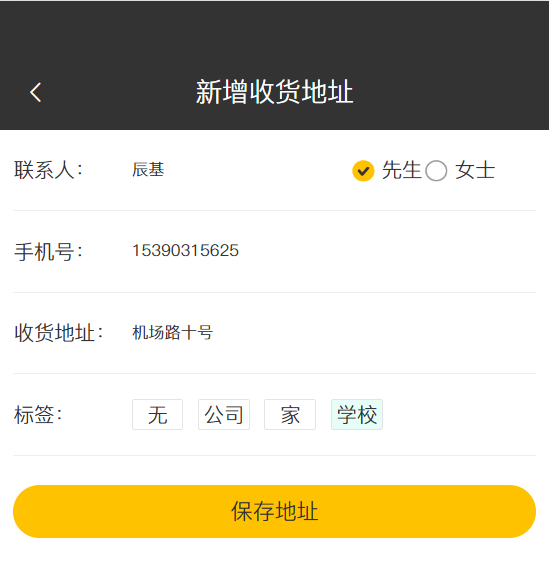 新增收货地址
联系人: 辰基 先生 女士
手机号: 15390315625
收货地址: 机场路十号
标签: 无 公司 家 学校
保存地址